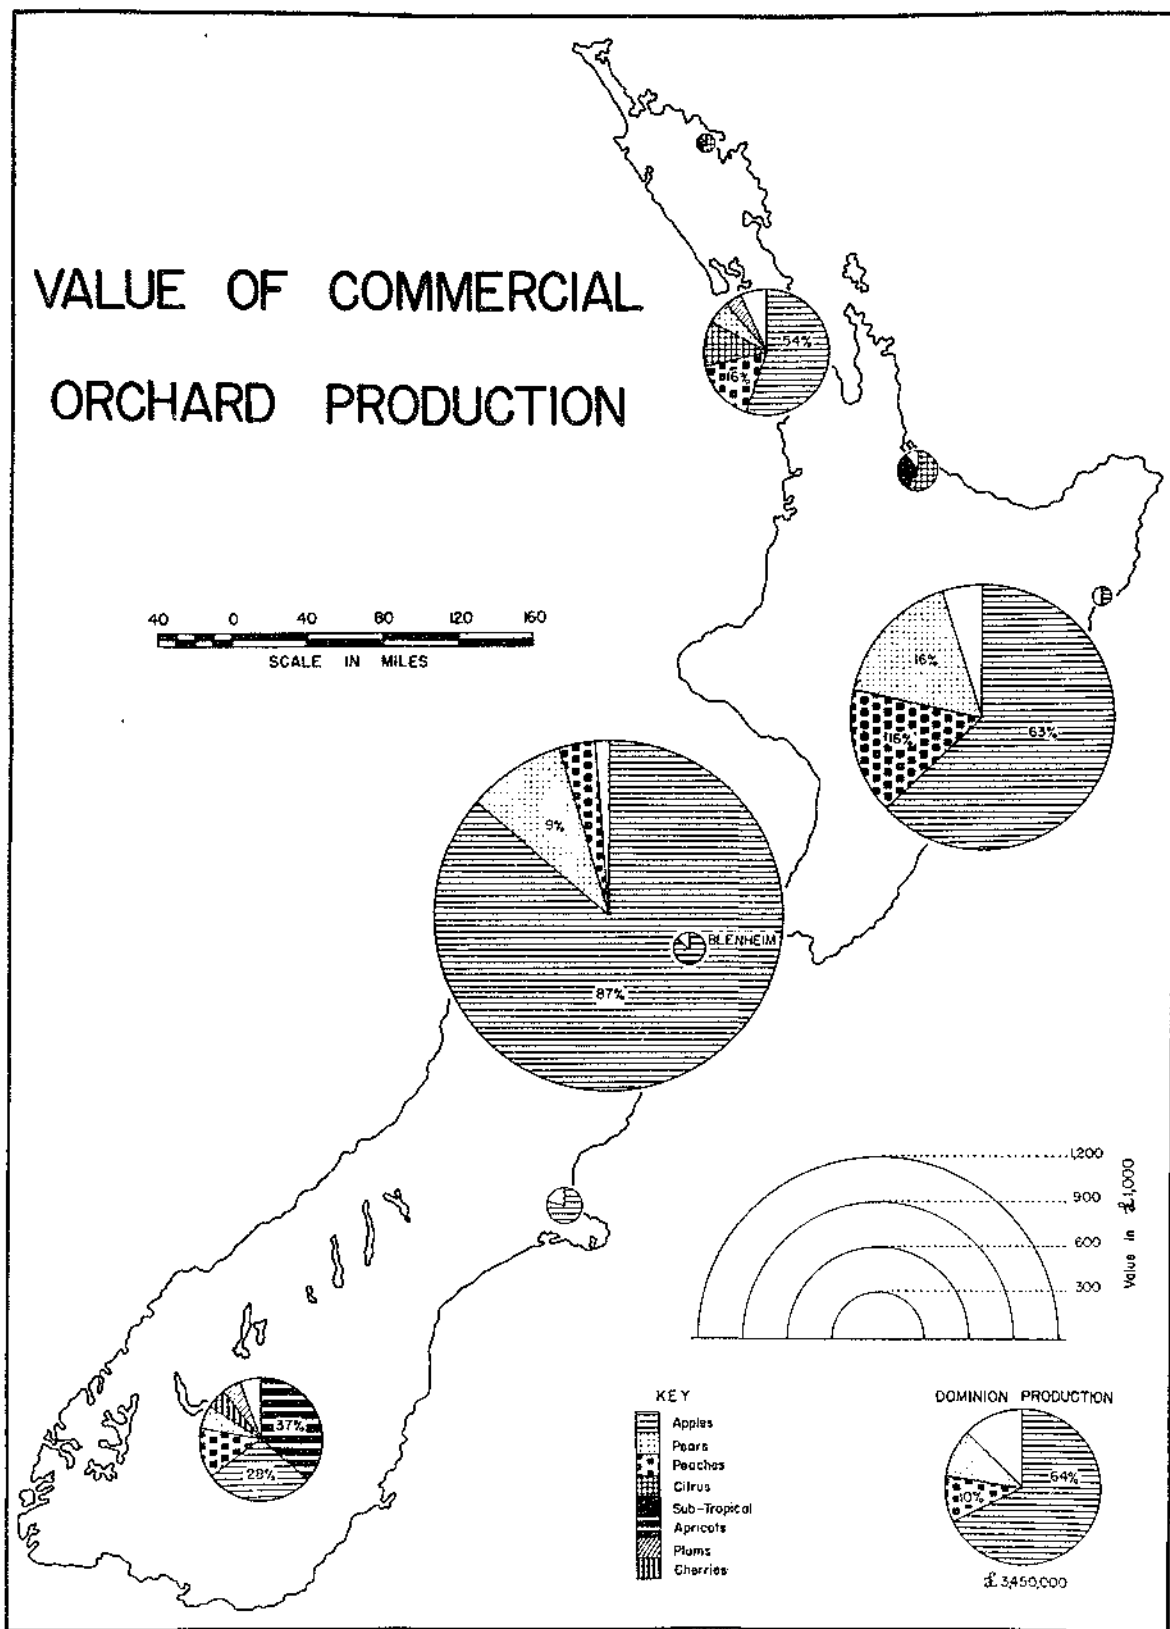 VALUE OF COMMERCIAL
ORCHARD PRODUCTION
54%
16%
40 0 40 80 120 160
SCALE IN MILES
16%
63%
16%
9%
BLENHEIM
87%
1,200
900
600
300
Value in £1,000
37%
28%
KEY
Apples
Pears
Peaches
Citrus
Sub-Tropical
Apricots
Plums
Cherries
DOMINION PRODUCTION
64%
10%
£3,450,000